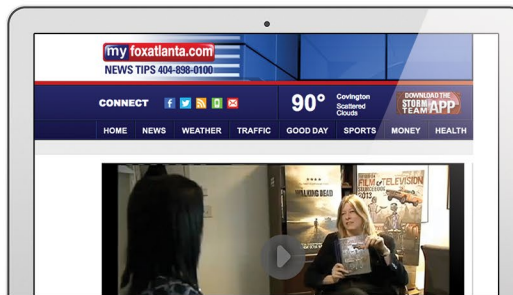 myfoxatlanta.com
NEWS TIPS 404-898-0100
CONNECT
90°
Covington
Scattered
Clouds
DOWNLOAD THE
STORM
TEAM APP
HOME NEWS WEATHER TRAFFIC GOOD DAY SPORTS MONEY HEALTH
WALKING DEAD
FILM & TELEVISION
2013